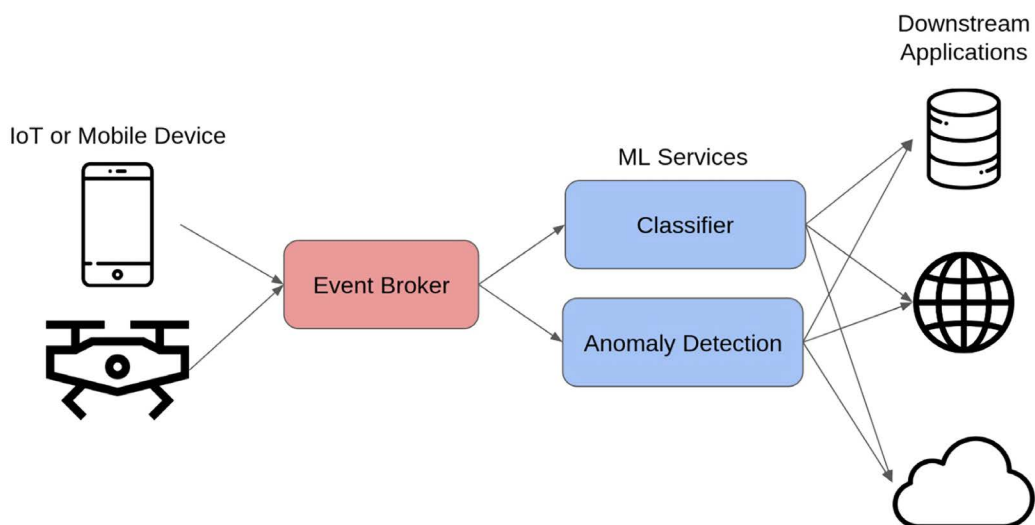 Downstream
Applications
IoT or Mobile Device
ML Services
Classifier
Event Broker
Anomaly Detection